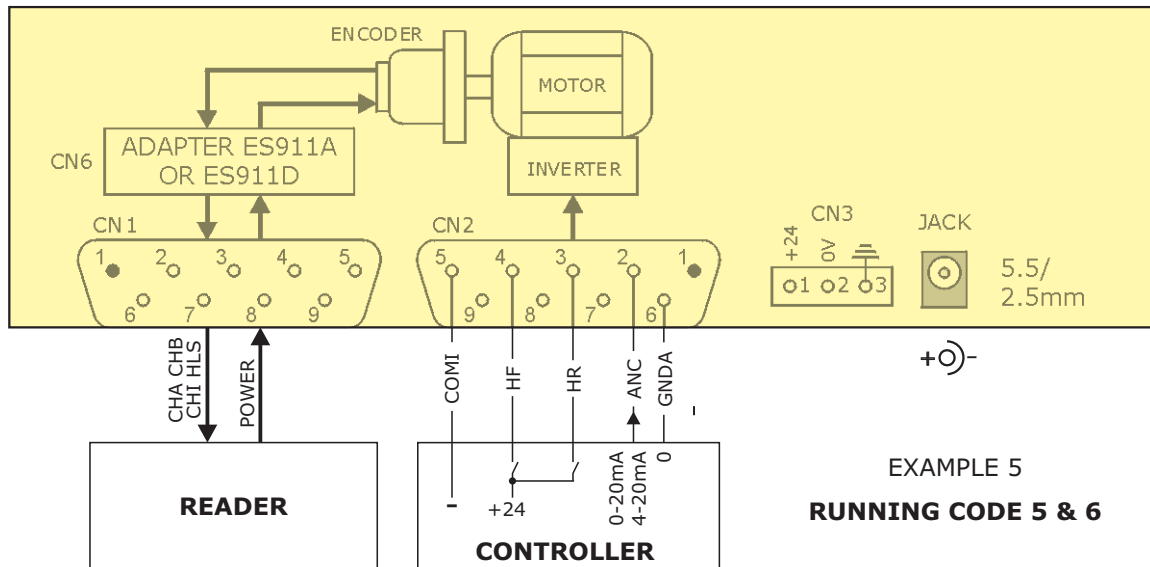 ENCODER
MOTOR
CN6
ADAPTER ES911A
OR ES911D
INVERTER
CN1
CN2
CN3
JACK
+24
0V
1 2 3 4 5
6 7 8 9
5 4 3 2 1
9 8 7 6
1 2 3
5.5/
2.5mm
+ -
CHA CHB
CHI HLS
POWER
COMI
HF
HR
ANC
GNDA
-
READER
-
+24
0-20mA
4-20mA
0
CONTROLLER
EXAMPLE 5
RUNNING CODE 5 & 6